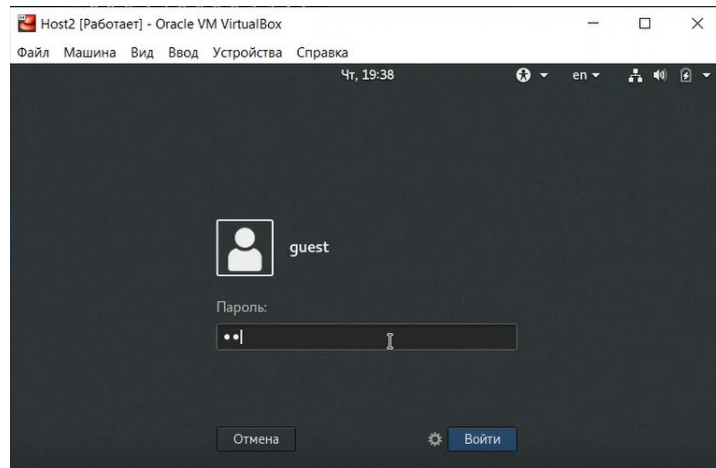 Host2 [Работает] - Oracle VM VirtualBox
Файл Машина Вид Ввод Устройства Справка
Чт, 19:38 en
guest
Пароль:
Отмена Войти